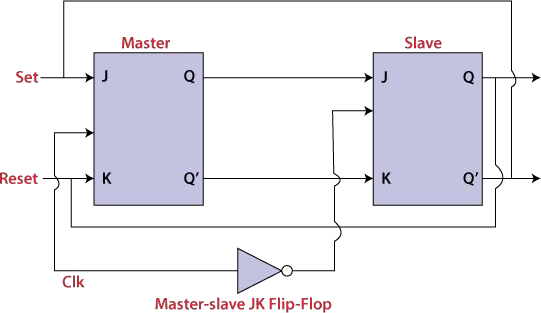 Master
Slave
Set
J
Q
J
Q
Reset
K
Q'
K
Q'
Clk
Master-slave JK Flip-Flop